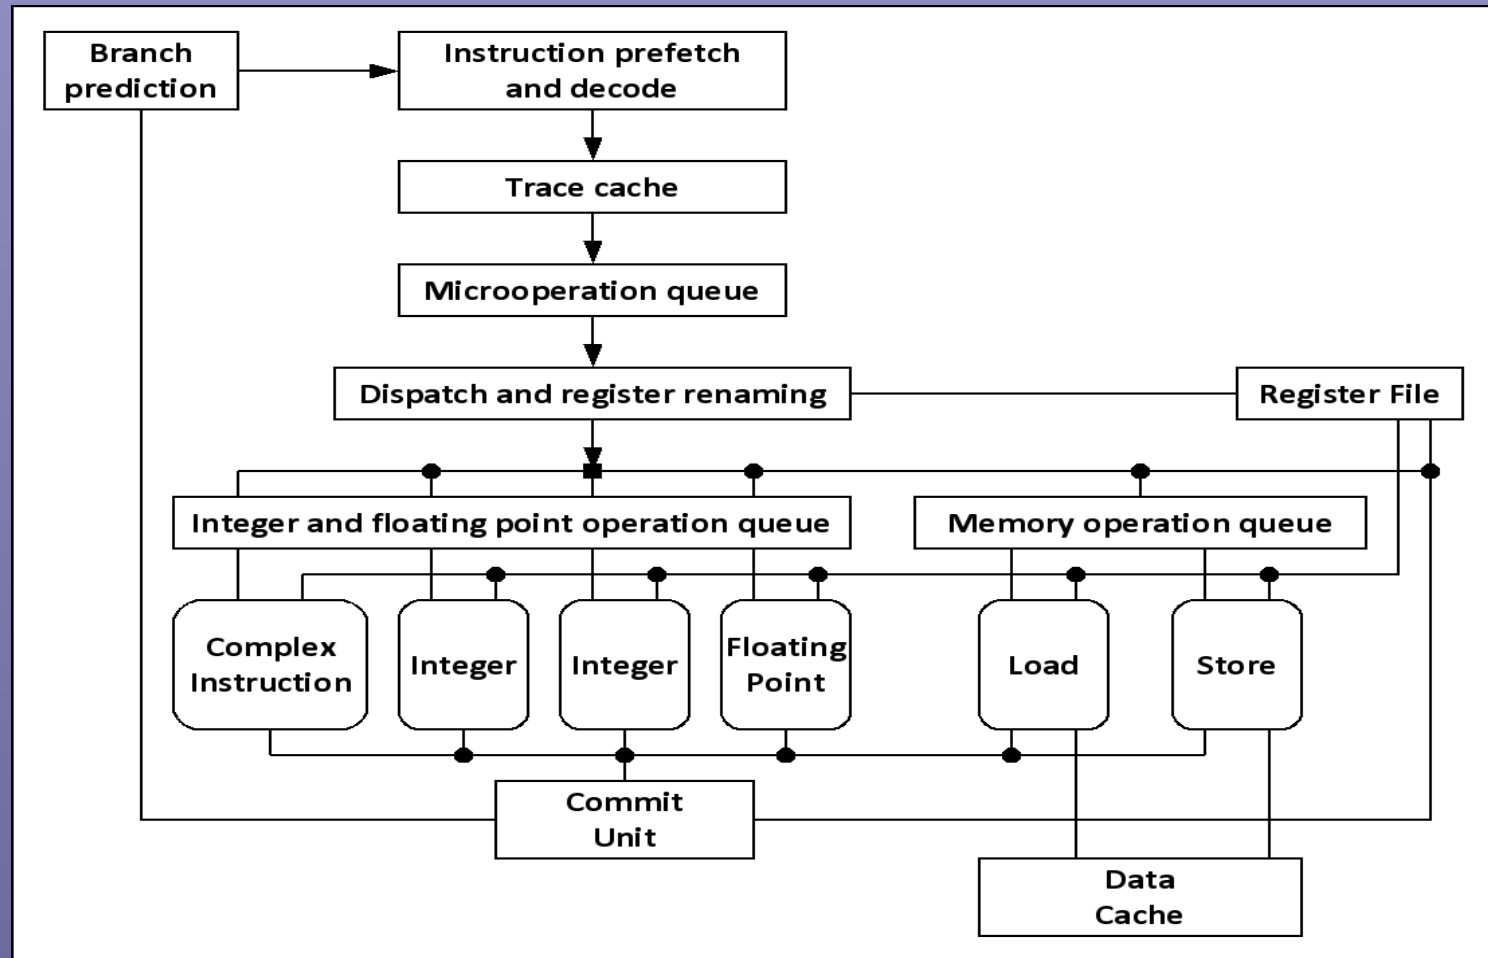 Branch
prediction
Instruction prefetch
and decode
Trace cache
Microoperation queue
Dispatch and register renaming
Register File
Integer and floating point operation queue
Memory operation queue
Complex
Instruction
Integer
Integer
Floating
Point
Load
Store
Commit
Unit
Data
Cache